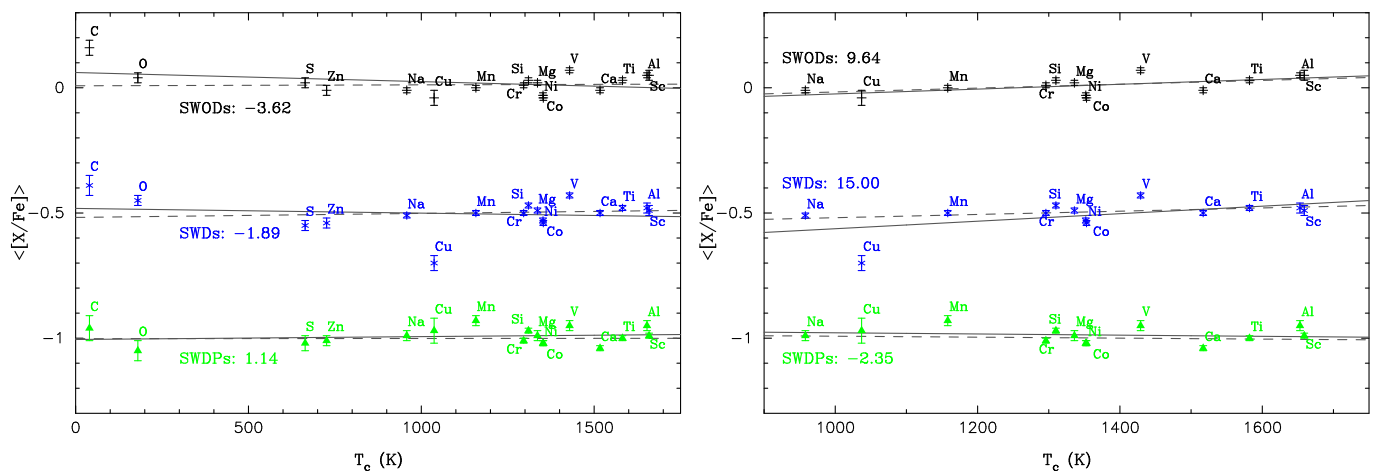 C
O
S
Zn
Na
Cu
Mn
Si
Cr
Mg
Ni
Co
V
Ca
Ti
Al
Sc
SWODs: −3.62
C
O
S
Zn
Na
Cu
Mn
Si
Cr
Mg
Ni
Co
V
Ca
Ti
Al
Sc
SWDs: −1.89
C
O
S
Zn
Na
Cu
Mn
Si
Cr
Mg
Ni
Co
V
Ca
Ti
Al
Sc
SWDPs: 1.14
0
−0.5
−1
<[X/Fe]>
0 500 1000 1500
T_c (K)
SWODs: 9.64
Na
Cu
Mn
Si
Cr
Mg
Ni
Co
V
Ca
Ti
Al
Sc
SWDs: 15.00
Na
Cu
Mn
Si
Cr
Mg
Ni
Co
V
Ca
Ti
Al
Sc
Na
Cu
Mn
Si
Cr
Mg
Ni
Co
V
Ca
Ti
Al
Sc
SWDPs: −2.35
0
−0.5
−1
<[X/Fe]>
1000 1200 1400 1600
T_c (K)